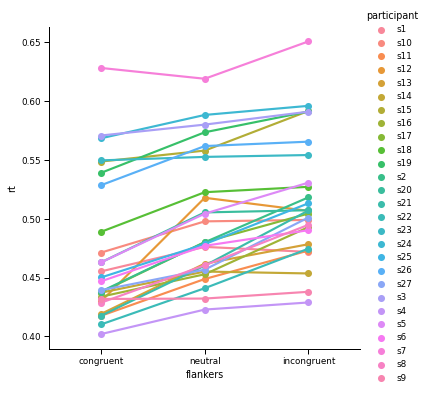 participant
s1
s10
s11
s12
s13
s14
s15
s16
s17
s18
s19
s2
s20
s21
s22
s23
s24
s25
s26
s27
s3
s4
s5
s6
s7
s8
s9
0.65
0.60
0.55
0.50
0.45
0.40
rt
congruent neutral incongruent
flankers